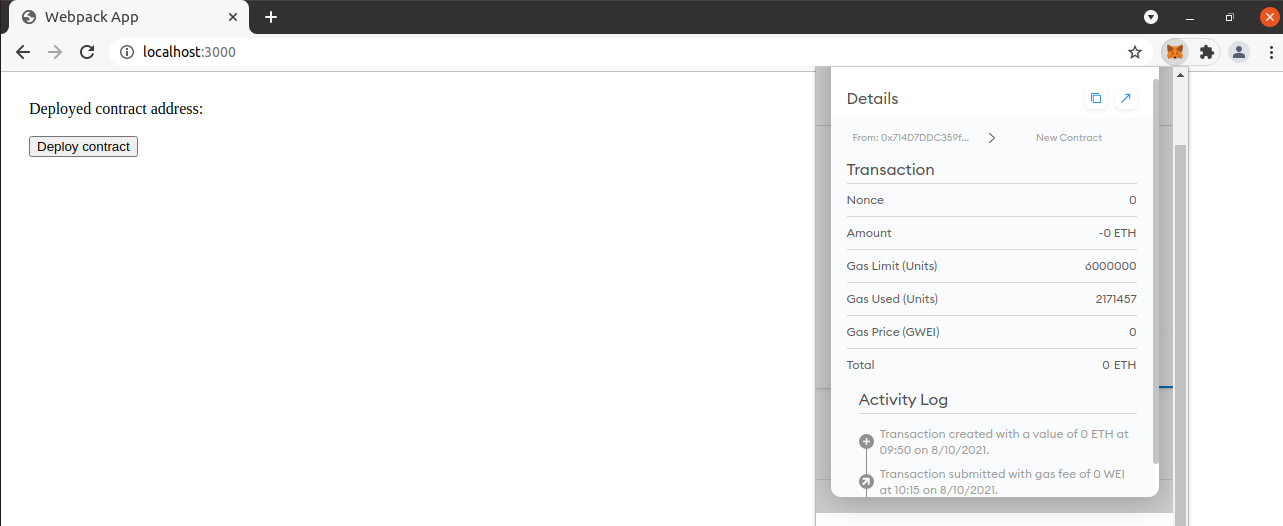 Webpack App
localhost:3000
Deployed contract address:
Deploy contract
Details
From: 0x714D7DDC359f...
New Contract
Transaction
Nonce 0
Amount -0 ETH
Gas Limit (Units) 6000000
Gas Used (Units) 2171457
Gas Price (GWEI) 0
Total 0 ETH
Activity Log
Transaction created with a value of 0 ETH at
09:50 on 8/10/2021.
Transaction submitted with gas fee of 0 WEI
at 10:15 on 8/10/2021.